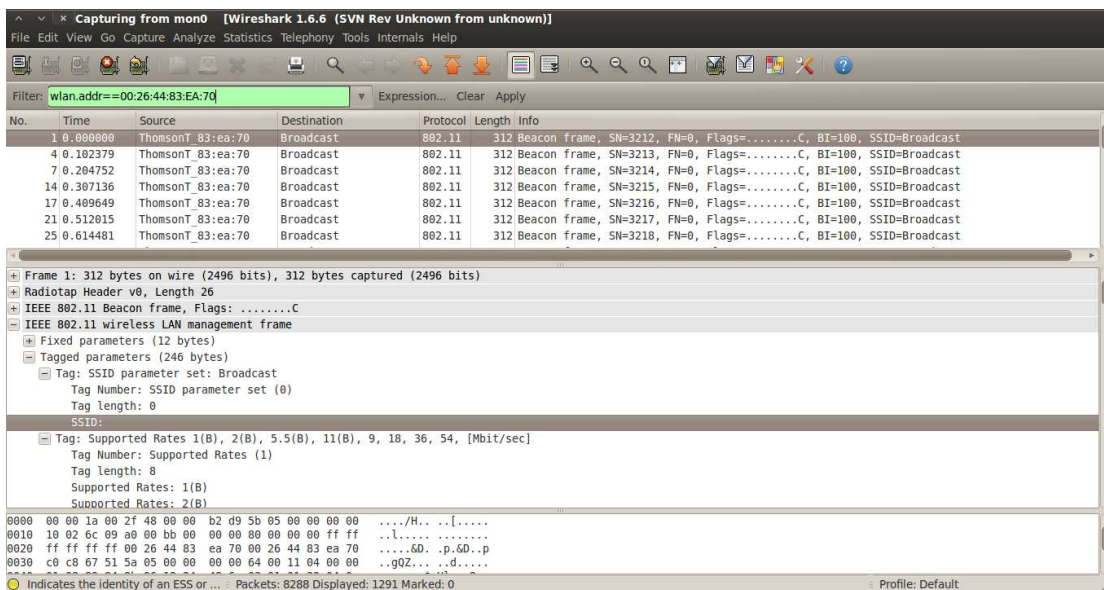 Capturing from mon0 [Wireshark 1.6.6 (SVN Rev Unknown from unknown)]
File Edit View Go Capture Analyze Statistics Telephony Tools Internals Help
Filter: wlan.addr==00:26:44:83:EA:70 Expression... Clear Apply
No. Time Source Destination Protocol Length Info
1 0.000000 ThomsonT_83:ea:70 Broadcast 802.11 312 Beacon frame, SN=3212, FN=0, Flags=........C, BI=100, SSID=Broadcast
4 0.102379 ThomsonT_83:ea:70 Broadcast 802.11 312 Beacon frame, SN=3213, FN=0, Flags=........C, BI=100, SSID=Broadcast
7 0.204752 ThomsonT_83:ea:70 Broadcast 802.11 312 Beacon frame, SN=3214, FN=0, Flags=........C, BI=100, SSID=Broadcast
14 0.307136 ThomsonT_83:ea:70 Broadcast 802.11 312 Beacon frame, SN=3215, FN=0, Flags=........C, BI=100, SSID=Broadcast
17 0.409649 ThomsonT_83:ea:70 Broadcast 802.11 312 Beacon frame, SN=3216, FN=0, Flags=........C, BI=100, SSID=Broadcast
21 0.512015 ThomsonT_83:ea:70 Broadcast 802.11 312 Beacon frame, SN=3217, FN=0, Flags=........C, BI=100, SSID=Broadcast
25 0.614481 ThomsonT_83:ea:70 Broadcast 802.11 312 Beacon frame, SN=3218, FN=0, Flags=........C, BI=100, SSID=Broadcast
Frame 1: 312 bytes on wire (2496 bits), 312 bytes captured (2496 bits)
Radiotap Header v0, Length 26
IEEE 802.11 Beacon frame, Flags: ........C
IEEE 802.11 wireless LAN management frame
Fixed parameters (12 bytes)
Tagged parameters (246 bytes)
Tag: SSID parameter set: Broadcast
Tag Number: SSID parameter set (0)
Tag length: 0
SSID:
Tag: Supported Rates 1(B), 2(B), 5.5(B), 11(B), 9, 18, 36, 54, [Mbit/sec]
Tag Number: Supported Rates (1)
Tag length: 8
Supported Rates: 1(B)
Supported Rates: 2(B)
0000 00 00 1a 00 2f 48 00 00 b2 d9 5b 05 00 00 00 00 ..../H.. ..[.....
0010 10 02 6c 09 a0 00 bb 00 00 00 80 00 00 00 ff ff ..l..... ........
0020 ff ff ff ff 00 26 44 83 ea 70 00 26 44 83 ea 70 .....&D. .p.&D..p
0030 c0 c8 67 51 5a 05 00 00 00 00 64 00 11 04 00 00 ..gQZ... ..d.....
Indicates the identity of an ESS or ... Packets: 8288 Displayed: 1291 Marked: 0 Profile: Default